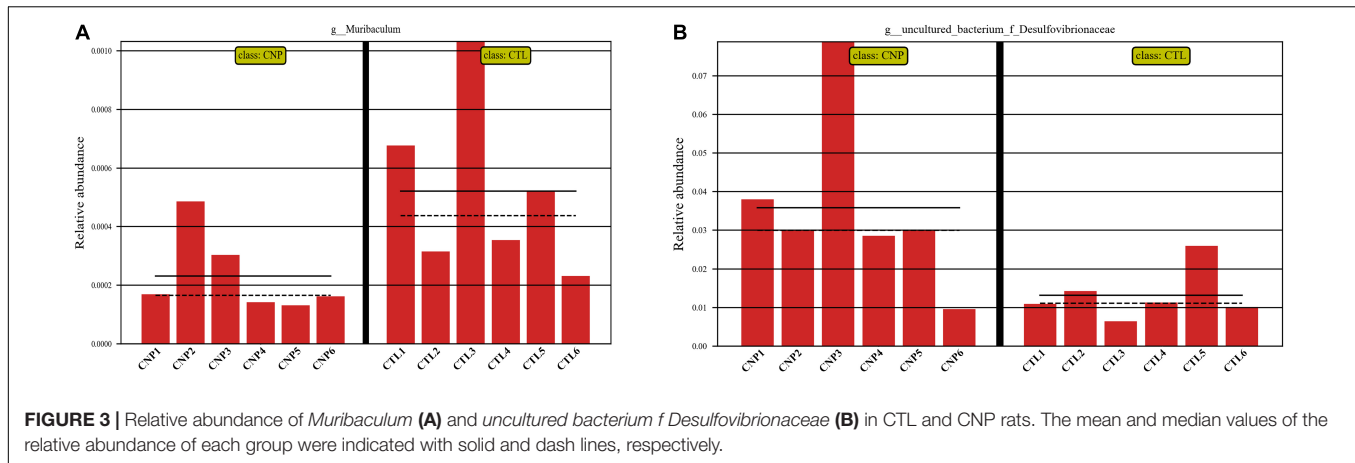 A
g__Muribaculum
class: CNP
class: CTL
Relative abundance
0.0010
0.0008
0.0006
0.0004
0.0002
0.0000
CNP1 CNP2 CNP3 CNP4 CNP5 CNP6 CTL1 CTL2 CTL3 CTL4 CTL5 CTL6
B
g__uncultured_bacterium_f_Desulfovibrionaceae
class: CNP
class: CTL
Relative abundance
0.07
0.06
0.05
0.04
0.03
0.02
0.01
0.00
CNP1 CNP2 CNP3 CNP4 CNP5 CNP6 CTL1 CTL2 CTL3 CTL4 CTL5 CTL6
FIGURE 3 | Relative abundance of Muribaculum (A) and uncultured bacterium f Desulfovibrionaceae (B) in CTL and CNP rats. The mean and median values of the
relative abundance of each group were indicated with solid and dash lines, respectively.